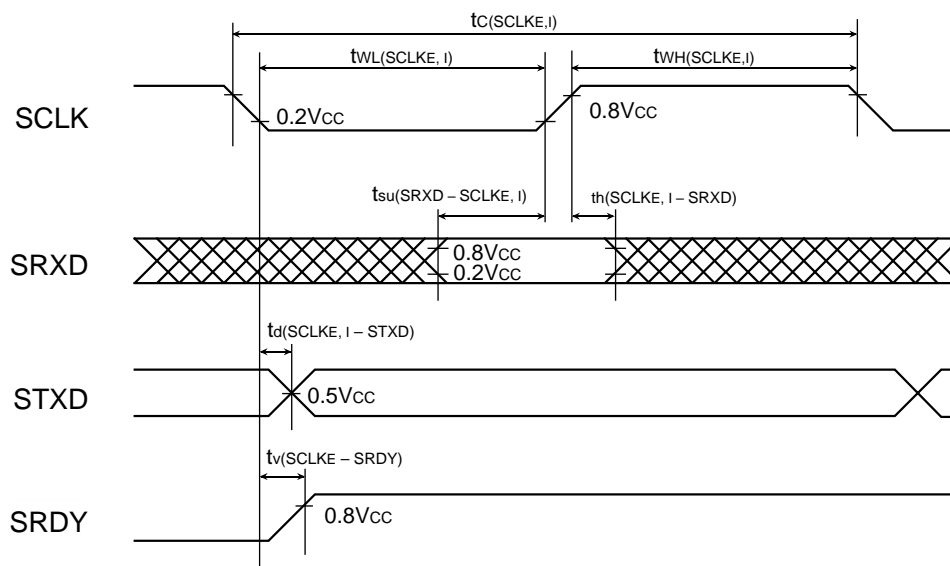 tC(SCLKE,I)
tWL(SCLKE, I)
tWH(SCLKE,I)
SCLK
0.2VCC
0.8VCC
tsu(SRXD – SCLKE, I)
th(SCLKE, I – SRXD)
SRXD
0.8VCC
0.2VCC
td(SCLKE, I – STXD)
STXD
0.5VCC
tv(SCLKE – SRDY)
SRDY
0.8VCC